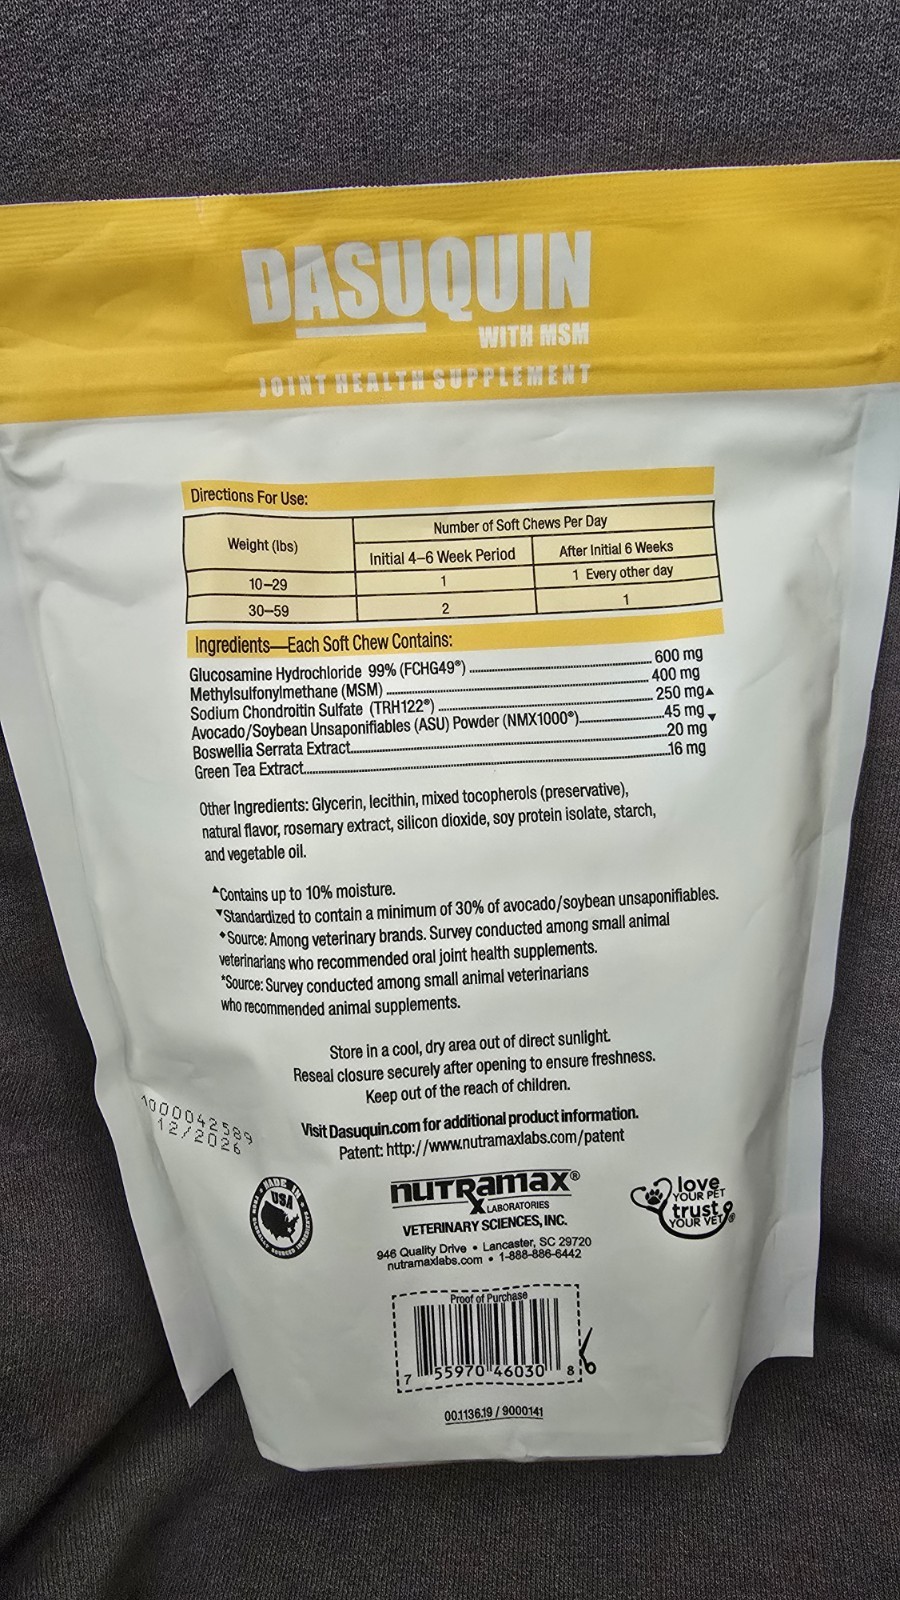 DASUQUIN
WITH MSM
JOINT HEALTH SUPPLEMENT
Directions For Use:
Weight (lbs)
Number of Soft Chews Per Day
Initial 4–6 Week Period
After Initial 6 Weeks
10–29 1 1 Every other day
30–59 2 1
Ingredients—Each Soft Chew Contains:
Glucosamine Hydrochloride 99% (FCHG49®) 600 mg
Methylsulfonylmethane (MSM) 400 mg
Sodium Chondroitin Sulfate (TRH122®) 250 mg▲
Avocado/Soybean Unsaponifiables (ASU) Powder (NMX1000®) 45 mg▼
Boswellia Serrata Extract 20 mg
Green Tea Extract 16 mg
Other Ingredients: Glycerin, lecithin, mixed tocopherols (preservative),
natural flavor, rosemary extract, silicon dioxide, soy protein isolate, starch,
and vegetable oil.
▲Contains up to 10% moisture.
▼Standardized to contain a minimum of 30% of avocado/soybean unsaponifiables.
♦Source: Among veterinary brands. Survey conducted among small animal
veterinarians who recommended oral joint health supplements.
*Source: Survey conducted among small animal veterinarians
who recommended animal supplements.
Store in a cool, dry area out of direct sunlight.
Reseal closure securely after opening to ensure freshness.
Keep out of the reach of children.
1000042589
12/2026
Visit Dasuquin.com for additional product information.
Patent: http://www.nutramaxlabs.com/patent
MADE IN
USA
nutramax®
LABORATORIES
VETERINARY SCIENCES, INC.
946 Quality Drive • Lancaster, SC 29720
nutramaxlabs.com • 1-888-886-6442
love
YOUR PET
trust
YOUR VET®
Proof of Purchase
7 55970 46030 8
00.1136.19 / 9000141